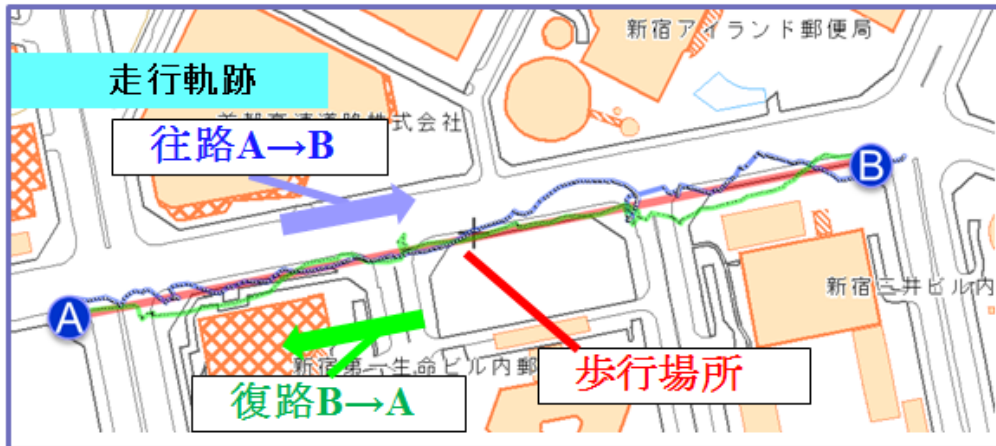 新宿アイランド郵便局
走行軌跡
首都高速道路株式会社
往路A→B
B
A
新宿三井ビル内
新宿第一生命ビル内郵
歩行場所
復路B→A